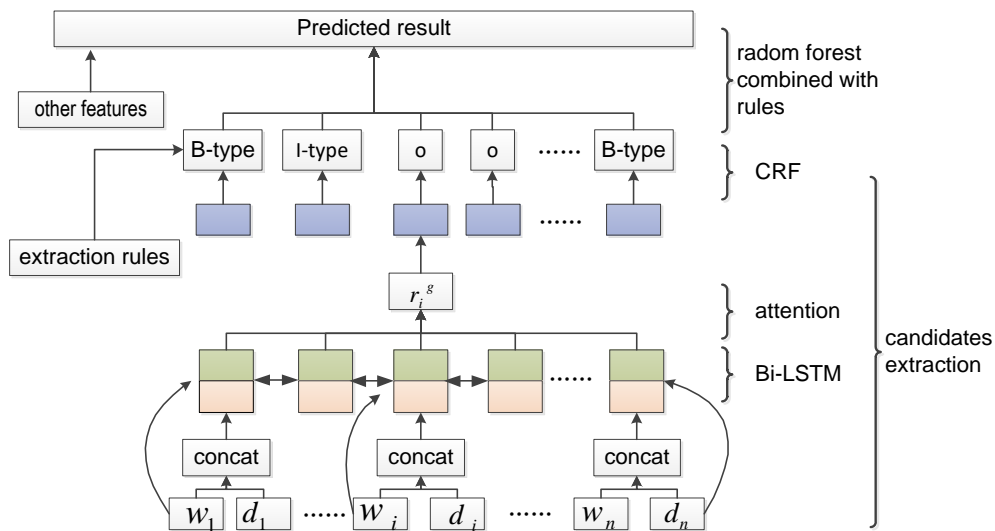 Predicted result
radom forest
combined with
rules
other features
B-type
I-type
o
o
......
B-type
CRF
......
extraction rules
r_i^g
attention
candidates
extraction
......
Bi-LSTM
concat
concat
concat
w_1 d_1 ...... w_i d_i ...... w_n d_n